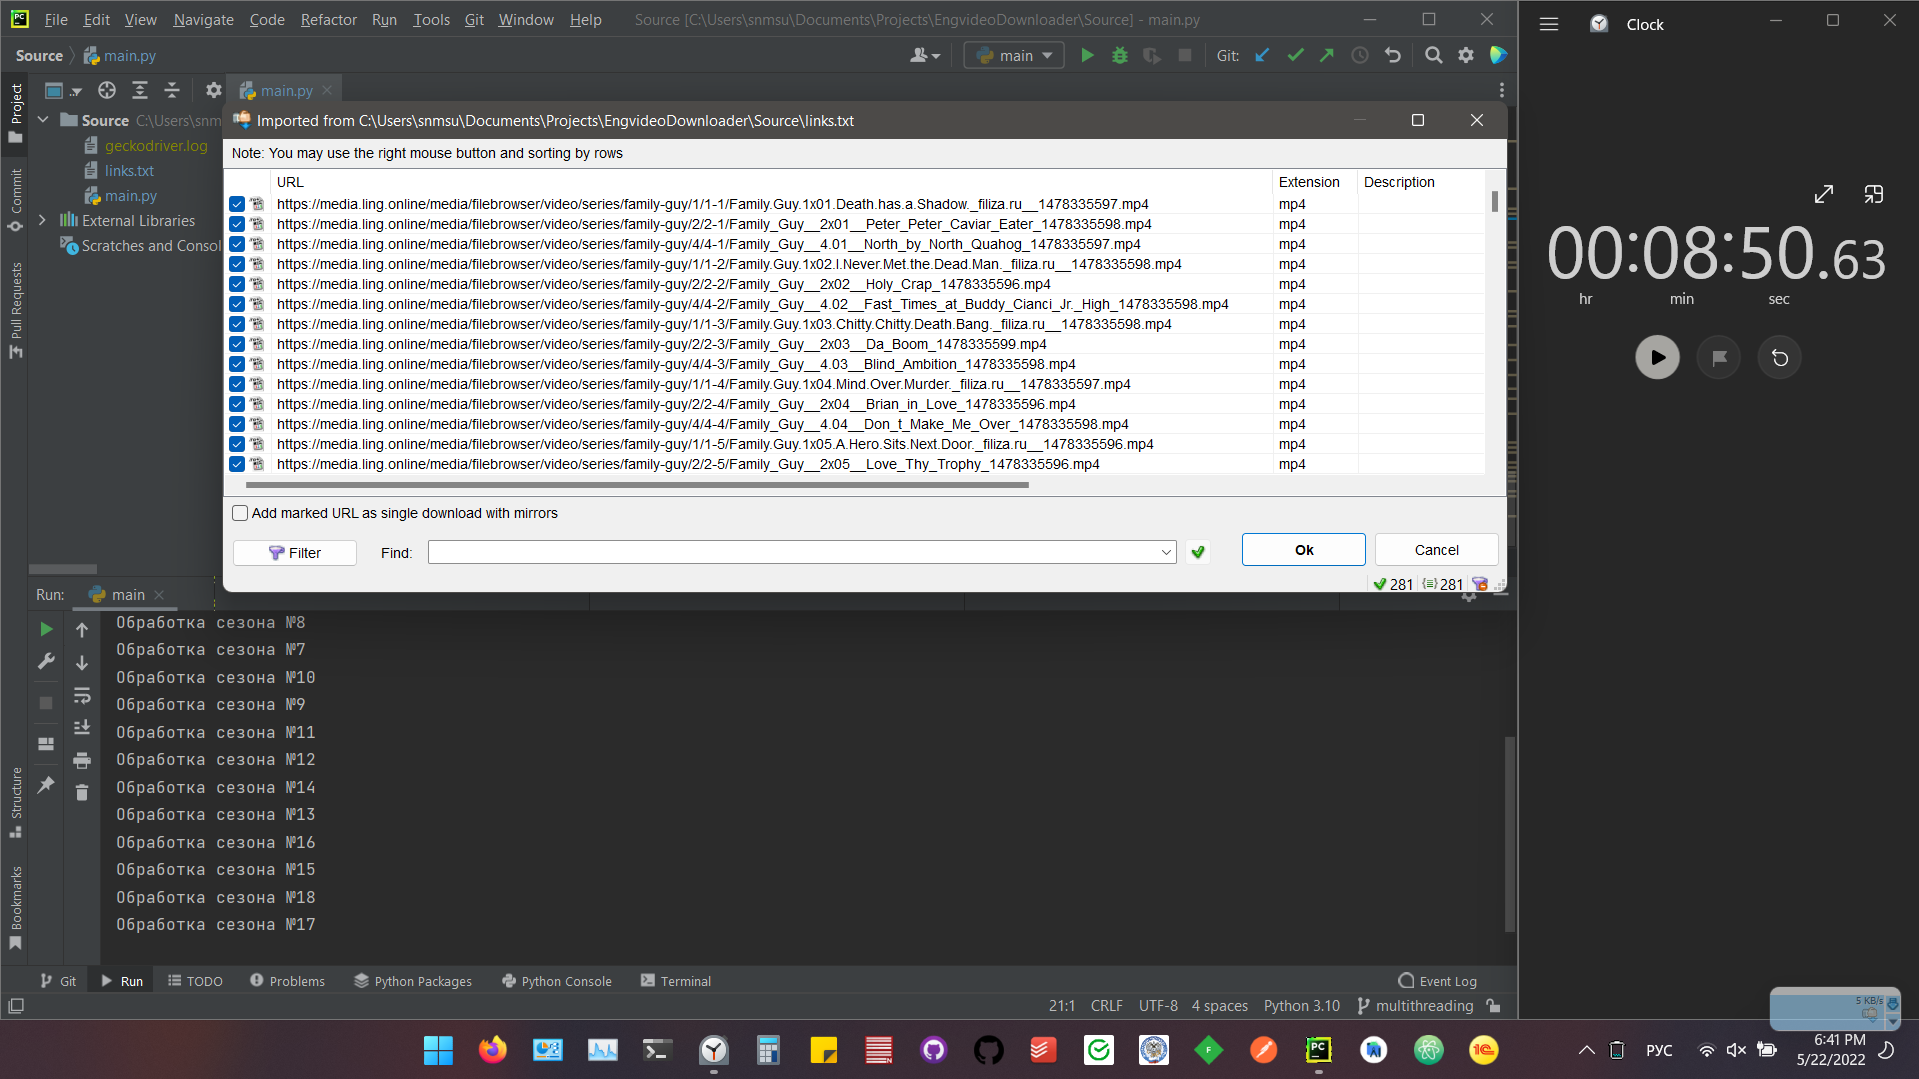 File Edit View Navigate Code Refactor Run Tools Git Window Help Source [C:\Users\snmsu\Documents\Projects\EngvideoDownloader\Source] - main.py
Clock
Source main.py
main
Git:
Project
main.py
Source C:\Users\snm
geckodriver.log
links.txt
main.py
External Libraries
Scratches and Consol
Commit
Pull Requests
Structure
Bookmarks
Imported from C:\Users\snmsu\Documents\Projects\EngvideoDownloader\Source\links.txt
Note: You may use the right mouse button and sorting by rows
URL Extension Description
https://media.ling.online/media/filebrowser/video/series/family-guy/1/1-1/Family.Guy.1x01.Death.has.a.Shadow._filiza.ru__1478335597.mp4 mp4
https://media.ling.online/media/filebrowser/video/series/family-guy/2/2-1/Family_Guy__2x01__Peter_Peter_Caviar_Eater_1478335598.mp4 mp4
https://media.ling.online/media/filebrowser/video/series/family-guy/4/4-1/Family_Guy__4.01__North_by_North_Quahog_1478335597.mp4 mp4
https://media.ling.online/media/filebrowser/video/series/family-guy/1/1-2/Family.Guy.1x02.I.Never.Met.the.Dead.Man._filiza.ru__1478335598.mp4 mp4
https://media.ling.online/media/filebrowser/video/series/family-guy/2/2-2/Family_Guy__2x02__Holy_Crap_1478335596.mp4 mp4
https://media.ling.online/media/filebrowser/video/series/family-guy/4/4-2/Family_Guy__4.02__Fast_Times_at_Buddy_Cianci_Jr._High_1478335598.mp4 mp4
https://media.ling.online/media/filebrowser/video/series/family-guy/1/1-3/Family.Guy.1x03.Chitty.Chitty.Death.Bang._filiza.ru__1478335598.mp4 mp4
https://media.ling.online/media/filebrowser/video/series/family-guy/2/2-3/Family_Guy__2x03__Da_Boom_1478335599.mp4 mp4
https://media.ling.online/media/filebrowser/video/series/family-guy/4/4-3/Family_Guy__4.03__Blind_Ambition_1478335598.mp4 mp4
https://media.ling.online/media/filebrowser/video/series/family-guy/1/1-4/Family.Guy.1x04.Mind.Over.Murder._filiza.ru__1478335597.mp4 mp4
https://media.ling.online/media/filebrowser/video/series/family-guy/2/2-4/Family_Guy__2x04__Brian_in_Love_1478335596.mp4 mp4
https://media.ling.online/media/filebrowser/video/series/family-guy/4/4-4/Family_Guy__4.04__Don_t_Make_Me_Over_1478335598.mp4 mp4
https://media.ling.online/media/filebrowser/video/series/family-guy/1/1-5/Family.Guy.1x05.A.Hero.Sits.Next.Door._filiza.ru__1478335596.mp4 mp4
https://media.ling.online/media/filebrowser/video/series/family-guy/2/2-5/Family_Guy__2x05__Love_Thy_Trophy_1478335596.mp4 mp4
Add marked URL as single download with mirrors
Filter Find: Ok Cancel
281 281
00:08:50.63
hr min sec
Run: main
Обработка сезона №8
Обработка сезона №7
Обработка сезона №10
Обработка сезона №9
Обработка сезона №11
Обработка сезона №12
Обработка сезона №14
Обработка сезона №13
Обработка сезона №16
Обработка сезона №15
Обработка сезона №18
Обработка сезона №17
Git Run TODO Problems Python Packages Python Console Terminal Event Log
21:1 CRLF UTF-8 4 spaces Python 3.10 multithreading
5 KB/s
РУС
6:41 PM
5/22/2022